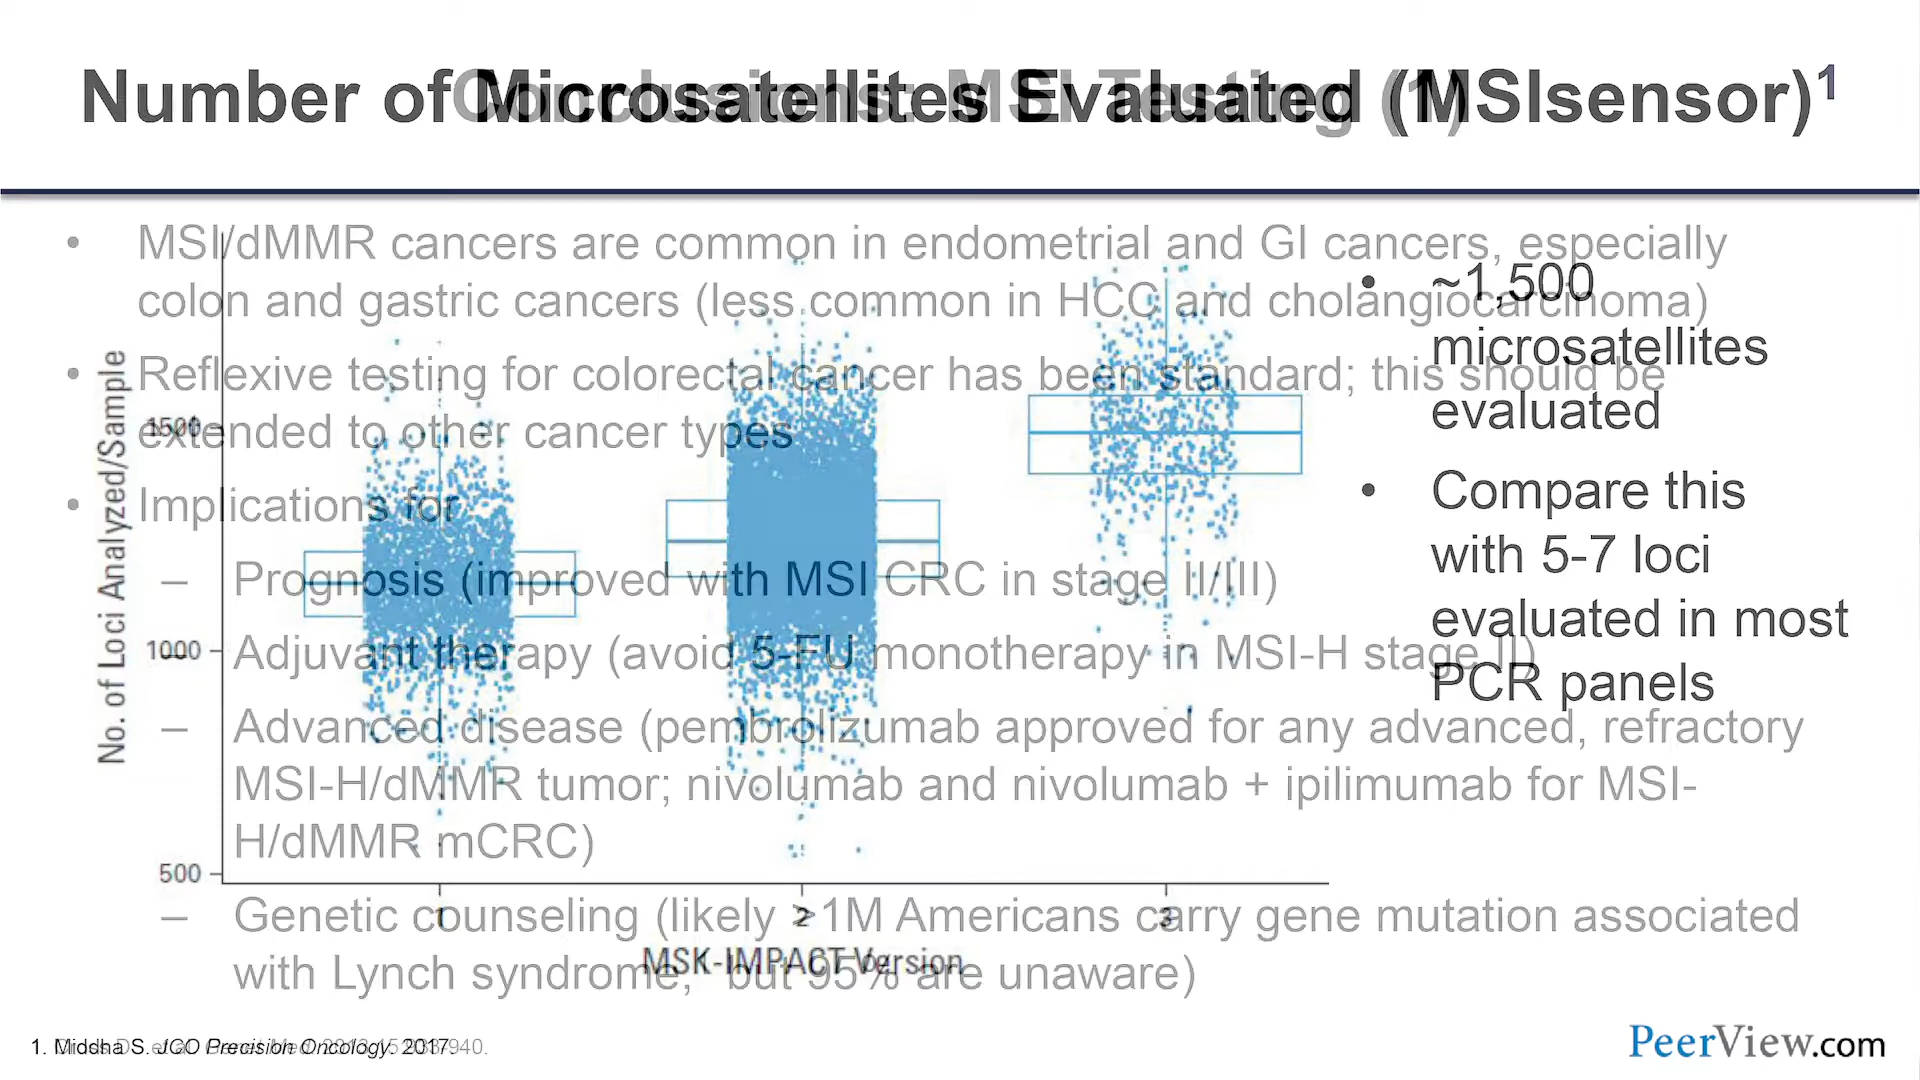 Number of Microsatellites Evaluated (MSIsensor)1
Conclusions: MSI Testing (1)
• MSI/dMMR cancers are common in endometrial and GI cancers, especially
colon and gastric cancers (less common in HCC and cholangiocarcinoma)
• Reflexive testing for colorectal cancer has been standard; this should be
extended to other cancer types
• Implications for
– Prognosis (improved with MSI CRC in stage II/III)
– Adjuvant therapy (avoid 5-FU monotherapy in MSI-H stage II)
– Advanced disease (pembrolizumab approved for any advanced, refractory
MSI-H/dMMR tumor; nivolumab and nivolumab + ipilimumab for MSI-
H/dMMR mCRC)
– Genetic counseling (likely >1M Americans carry gene mutation associated
with Lynch syndrome, but 95% are unaware)
No. of Loci Analyzed/Sample
1500
1000
500
1
2
3
MSK-IMPACT Version
• ~1,500
microsatellites
evaluated
• Compare this
with 5-7 loci
evaluated in most
PCR panels
1. Middha S. JCO Precision Oncology. 2017.
940.
PeerView.com